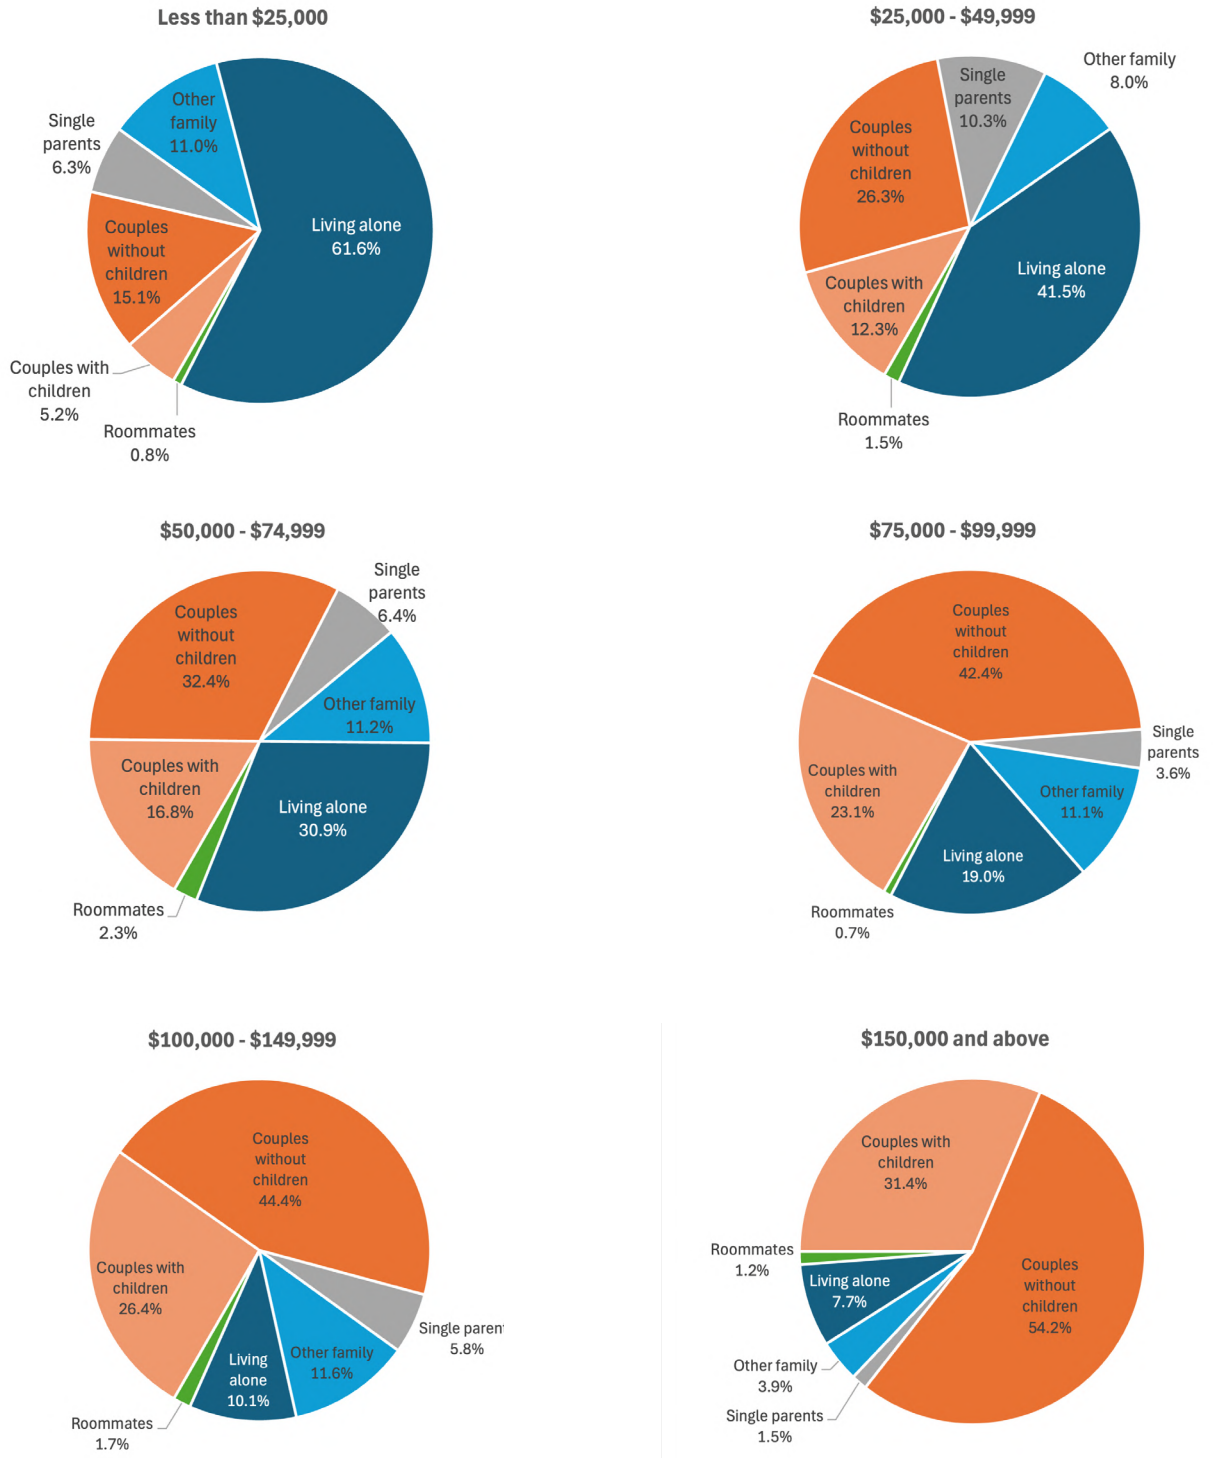 Less than $25,000
Other
family
11.0%
Single
parents
6.3%
Living alone
61.6%
Couples
without
children
15.1%
Couples with
children
5.2%
Roommates
0.8%
$25,000 - $49,999
Other family
8.0%
Single
parents
10.3%
Couples
without
children
26.3%
Living alone
41.5%
Couples with
children
12.3%
Roommates
1.5%
$50,000 - $74,999
Single
parents
6.4%
Couples
without
children
32.4%
Other family
11.2%
Couples with
children
16.8%
Living alone
30.9%
Roommates
2.3%
$75,000 - $99,999
Couples
without
children
42.4%
Single
parents
3.6%
Couples with
children
23.1%
Other family
11.1%
Living alone
19.0%
Roommates
0.7%
$100,000 - $149,999
Couples
without
children
44.4%
Couples with
children
26.4%
Single paren
5.8%
Other family
11.6%
Living
alone
10.1%
Roommates
1.7%
$150,000 and above
Couples with
children
31.4%
Roommates
1.2%
Living alone
7.7%
Couples
without
children
54.2%
Other family
3.9%
Single parents
1.5%